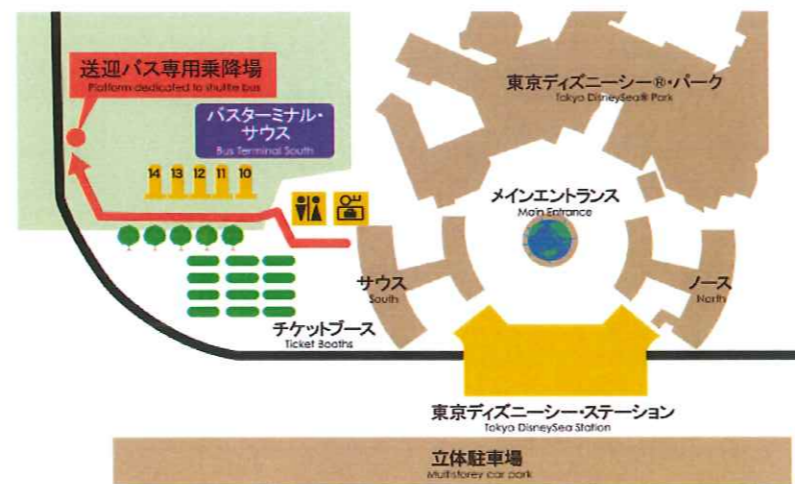 送迎バス専用乗降場
Platform dedicated to shuttle bus
バスターミナル・
サウス
Bus Terminal South
14 13 12 11 10
東京ディズニーシー®・パーク
Tokyo DisneySea® Park
メインエントランス
Main Entrance
サウス
South
ノース
North
チケットブース
Ticket Booths
東京ディズニーシー・ステーション
Tokyo DisneySea Station
立体駐車場
Multistorey car park